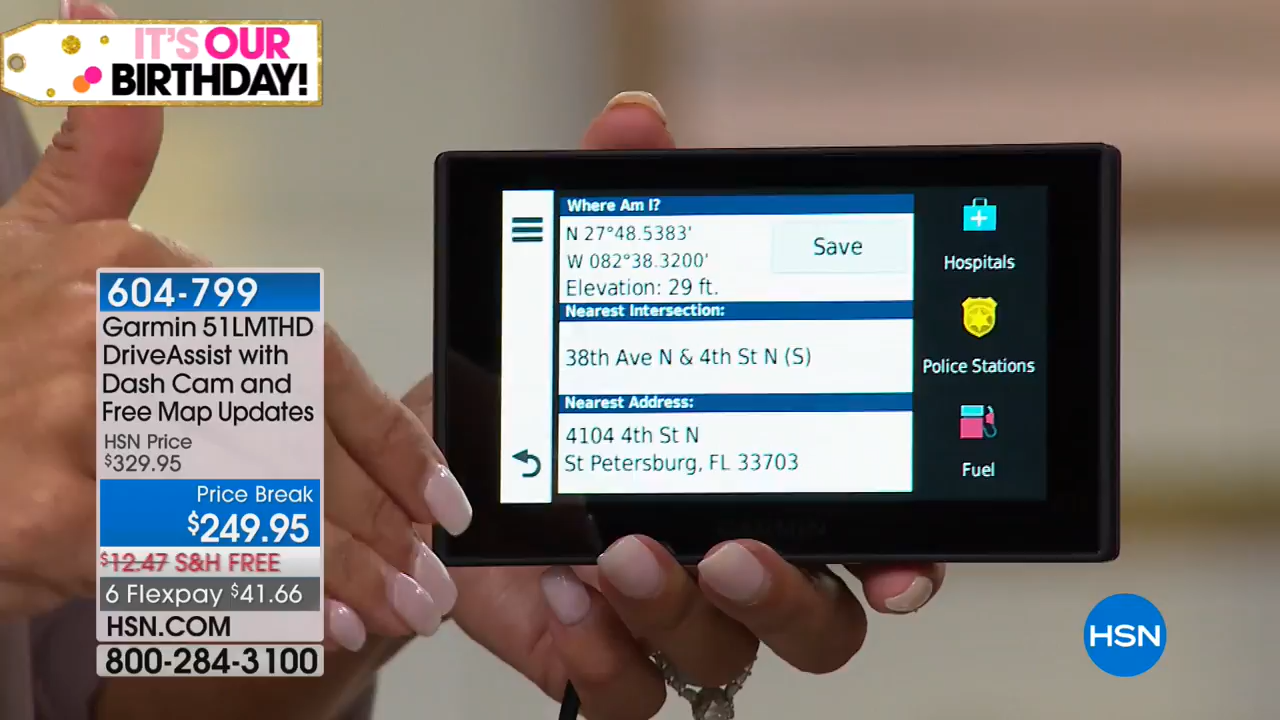 IT'S OUR
BIRTHDAY!
604-799
Garmin 51LMTHD
DriveAssist with
Dash Cam and
Free Map Updates
HSN Price
$329.95
Price Break
$249.95
$12.47 S&H FREE
6 Flexpay $41.66
HSN.COM
800-284-3100
Where Am I?
N 27°48.5383'
W 082°38.3200'
Elevation: 29 ft.
Save
Nearest Intersection:
38th Ave N & 4th St N (S)
Nearest Address:
4104 4th St N
St Petersburg, FL 33703
Hospitals
Police Stations
Fuel
GARMIN
HSN